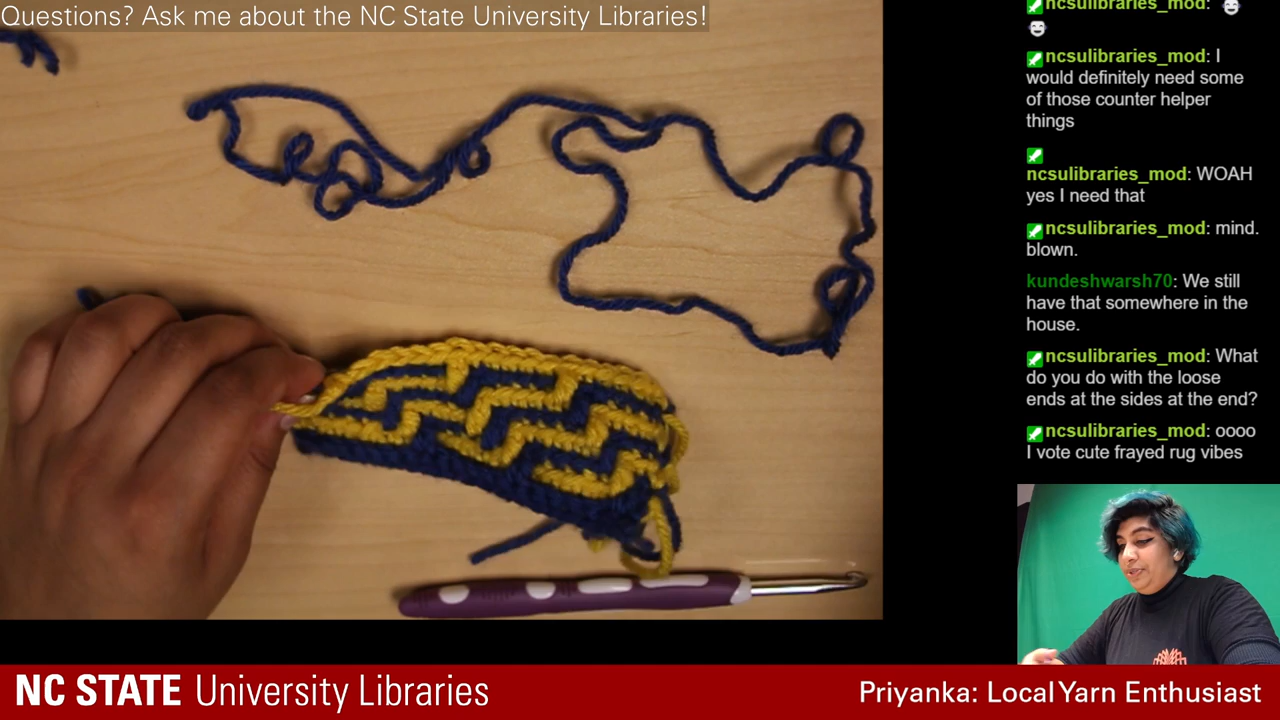 Questions? Ask me about the NC State University Libraries!
ncsulibraries_mod:
ncsulibraries_mod: I
would definitely need some
of those counter helper
things
ncsulibraries_mod: WOAH
yes I need that
ncsulibraries_mod: mind.
blown.
kundeshwarsh70: We still
have that somewhere in the
house.
ncsulibraries_mod: What
do you do with the loose
ends at the sides at the end?
ncsulibraries_mod: oooo
I vote cute frayed rug vibes
NC STATE University Libraries
Priyanka: Local Yarn Enthusiast